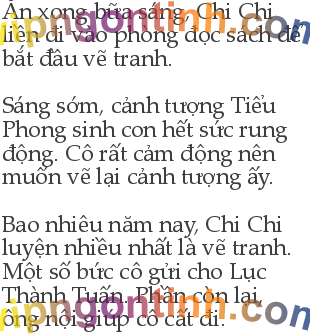 Ăn xong bữa sáng, Chi Chi
liền đi vào phòng đọc sách để
bắt đầu vẽ tranh.
Sáng sớm, cảnh tượng Tiểu
Phong sinh con hết sức rung
động. Cô rất cảm động nên
muốn vẽ lại cảnh tượng ấy.
Bao nhiêu năm nay, Chi Chi
luyện nhiều nhất là vẽ tranh.
Một số bức cô gửi cho Lục
Thành Tuấn. Phần còn lại
ông nội giúp cô cất đi.